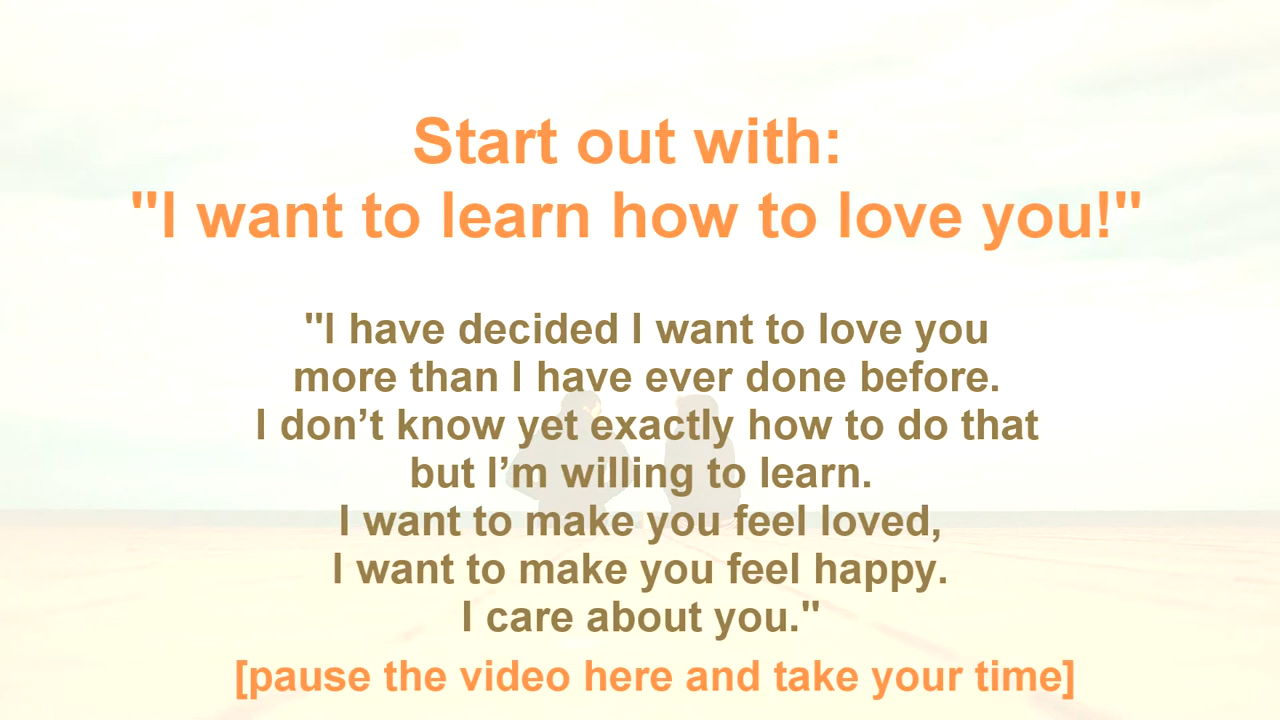 Start out with:
"I want to learn how to love you!"
"I have decided I want to love you
more than I have ever done before.
I don’t know yet exactly how to do that
but I’m willing to learn.
I want to make you feel loved,
I want to make you feel happy.
I care about you."
[pause the video here and take your time]